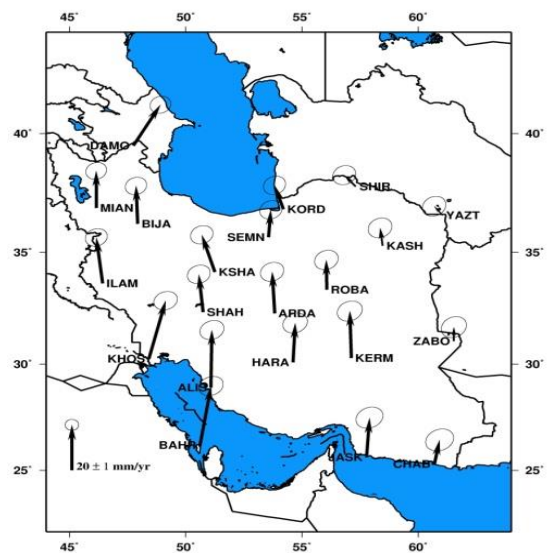 45° 50° 55° 60°
40° 40°
DAMO
SHIR
MIAN
KORD
YAZT
BIJA
SEMN
KASH
35° 35°
KSHA
ILAM
ROBA
SHAH
ARDA
ZABO
KHOS
HARA
KERM
30° 30°
ALIS
BAHR
JASK
CHAB
20 ± 1 mm/yr
25° 25°
45° 50° 55° 60°